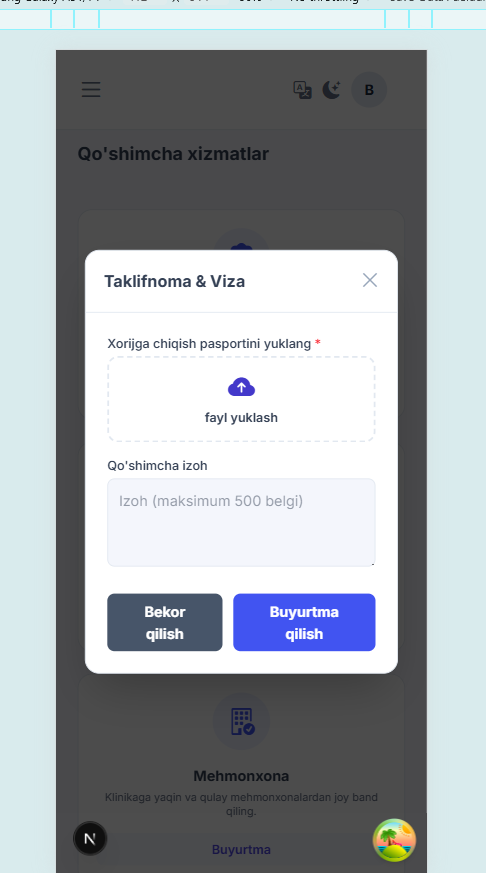 B
Qo'shimcha xizmatlar
Taklifnoma & Viza
Xorijga chiqish pasportini yuklang *
fayl yuklash
Qo'shimcha izoh
Izoh (maksimum 500 belgi)
Bekor
qilish
Buyurtma
qilish
Mehmonxona
Klinikaga yaqin va qulay mehmonxonalardan joy band
qiling.
Buyurtma
N